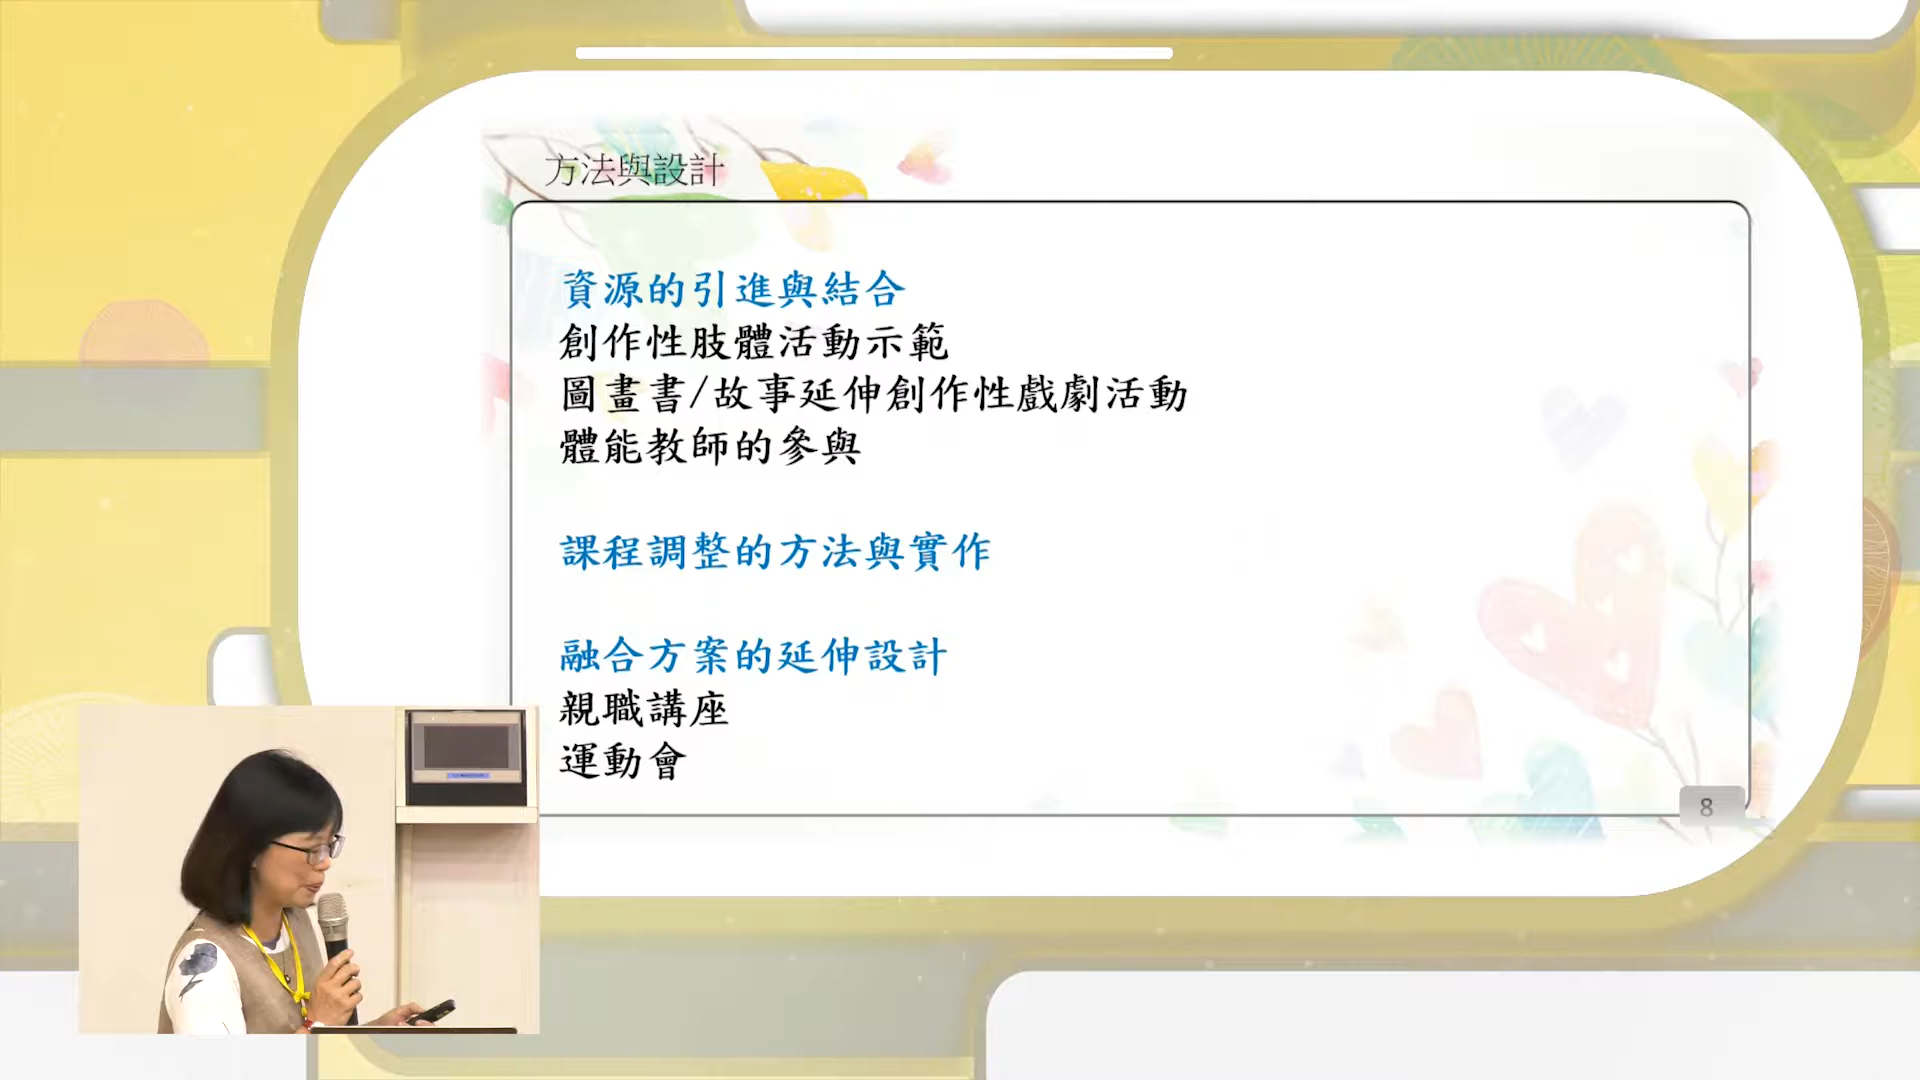 方法與設計
資源的引進與結合
創作性肢體活動示範
圖畫書/故事延伸創作性戲劇活動
體能教師的參與
課程調整的方法與實作
融合方案的延伸設計
親職講座
運動會
8